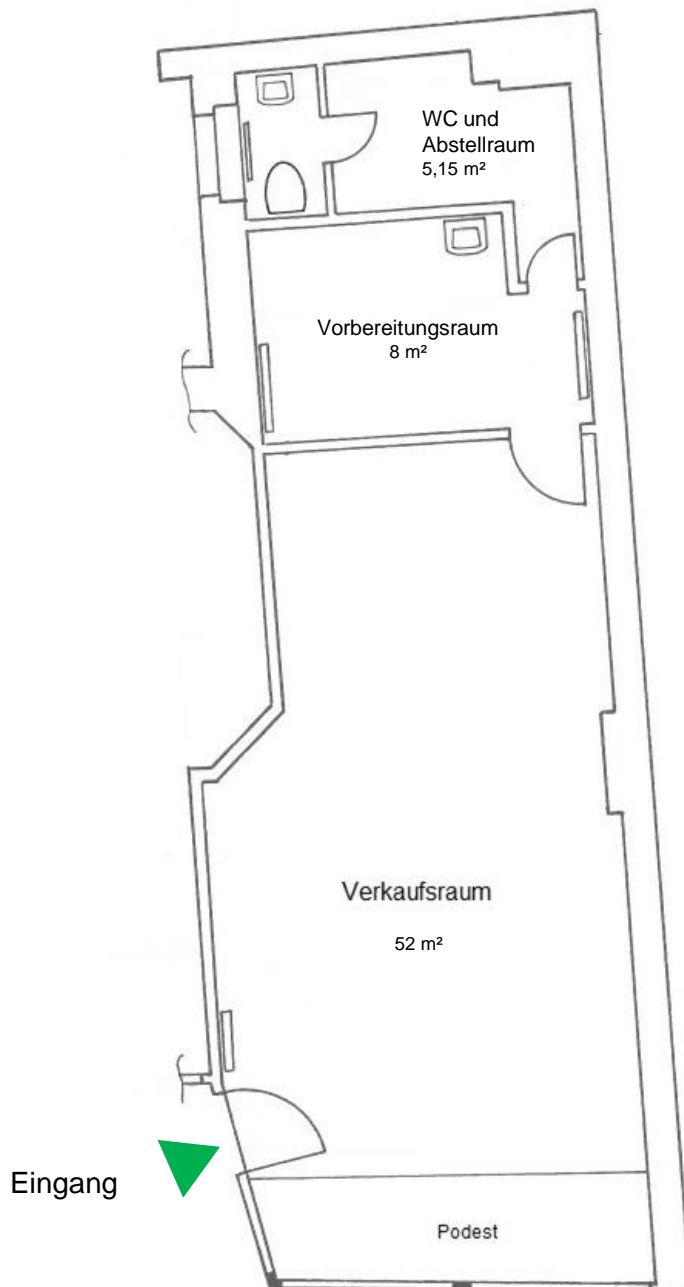 WC und
Abstellraum
5,15 m²
Vorbereitungsraum
8 m²
Verkaufsraum
52 m²
Eingang
Podest